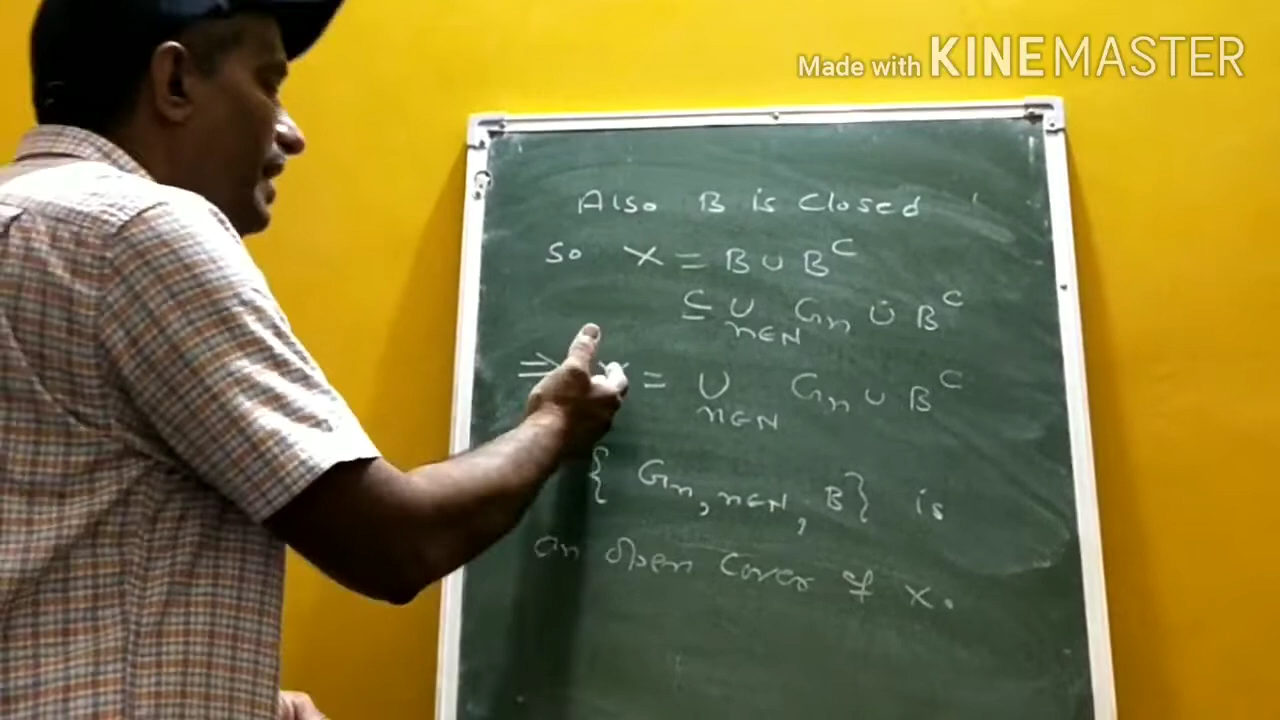 Made with KINEMASTER
Also B is closed
so X = B ∪ B^C
⊆ ∪_{n∈N} G_n ∪ B^C
⇒ X = ∪_{n∈N} G_n ∪ B^C
{ G_n, n∈N, B } is
an open cover of X.